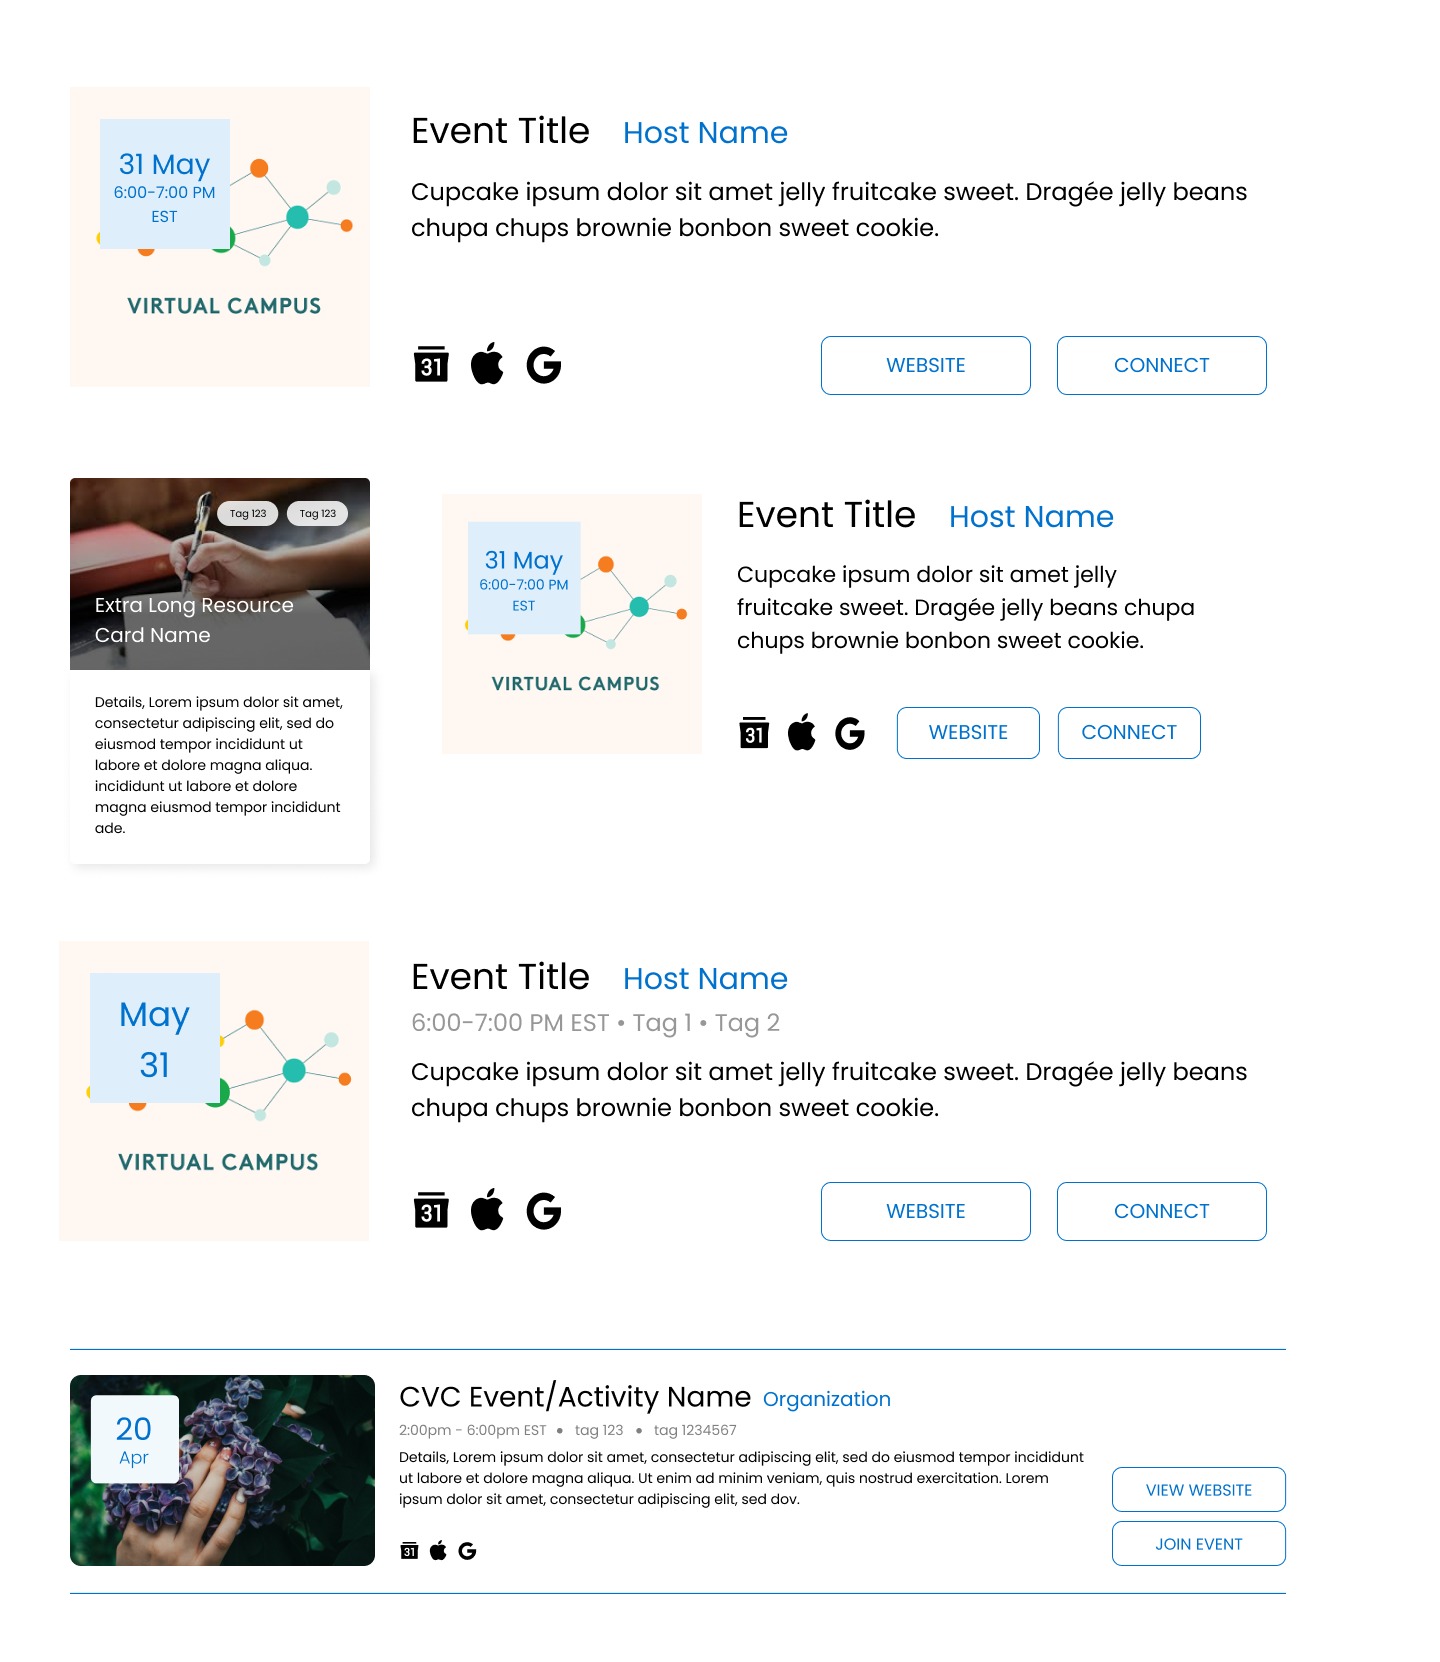 31 May
6:00-7:00 PM
EST
VIRTUAL CAMPUS
Event Title Host Name
Cupcake ipsum dolor sit amet jelly fruitcake sweet. Dragée jelly beans
chupa chups brownie bonbon sweet cookie.
31 G WEBSITE CONNECT
Tag 123 Tag 123
Extra Long Resource
Card Name
Details, Lorem ipsum dolor sit amet,
consectetur adipiscing elit, sed do
eiusmod tempor incididunt ut
labore et dolore magna aliqua.
incididunt ut labore et dolore
magna eiusmod tempor incididunt
ade.
31 May
6:00-7:00 PM
EST
VIRTUAL CAMPUS
Event Title Host Name
Cupcake ipsum dolor sit amet jelly
fruitcake sweet. Dragée jelly beans chupa
chups brownie bonbon sweet cookie.
31 G WEBSITE CONNECT
May
31
VIRTUAL CAMPUS
Event Title Host Name
6:00-7:00 PM EST • Tag 1 • Tag 2
Cupcake ipsum dolor sit amet jelly fruitcake sweet. Dragée jelly beans
chupa chups brownie bonbon sweet cookie.
31 G WEBSITE CONNECT
20
Apr
CVC Event/Activity Name Organization
2:00pm - 6:00pm EST • tag 123 • tag 1234567
Details, Lorem ipsum dolor sit amet, consectetur adipiscing elit, sed do eiusmod tempor incididunt
ut labore et dolore magna aliqua. Ut enim ad minim veniam, quis nostrud exercitation. Lorem
ipsum dolor sit amet, consectetur adipiscing elit, sed dov.
31 G
VIEW WEBSITE
JOIN EVENT